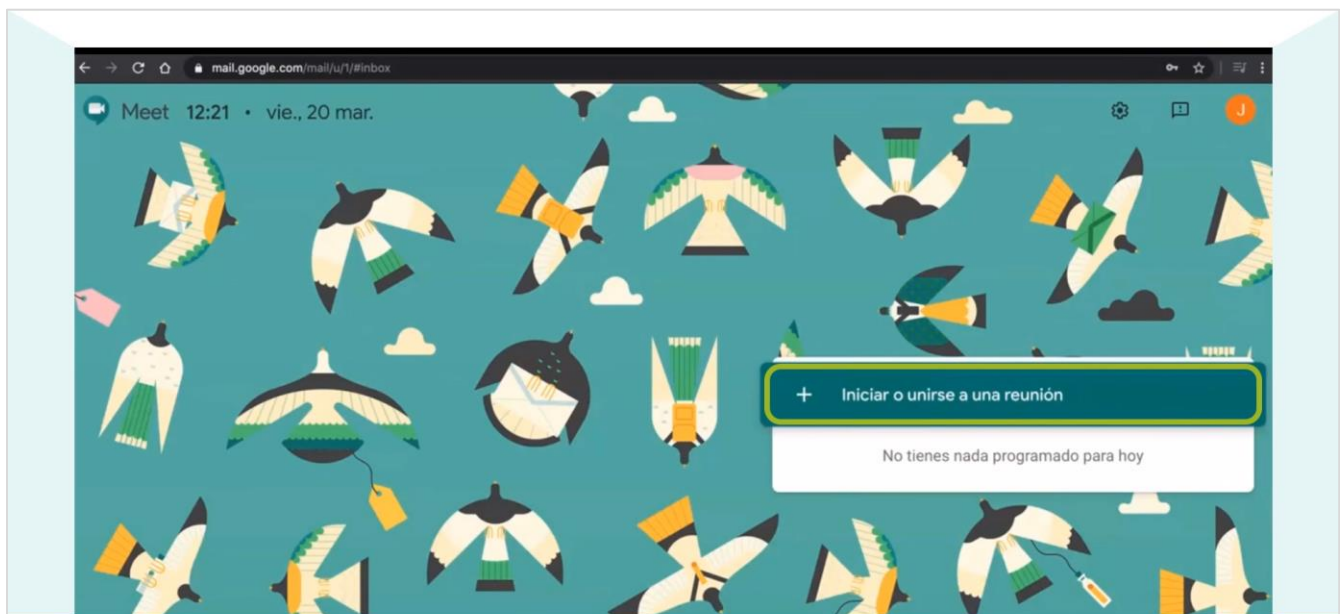 mail.google.com/mail/u/1/#inbox
Meet 12:21 • vie., 20 mar.
J
+ Iniciar o unirse a una reunión
No tienes nada programado para hoy